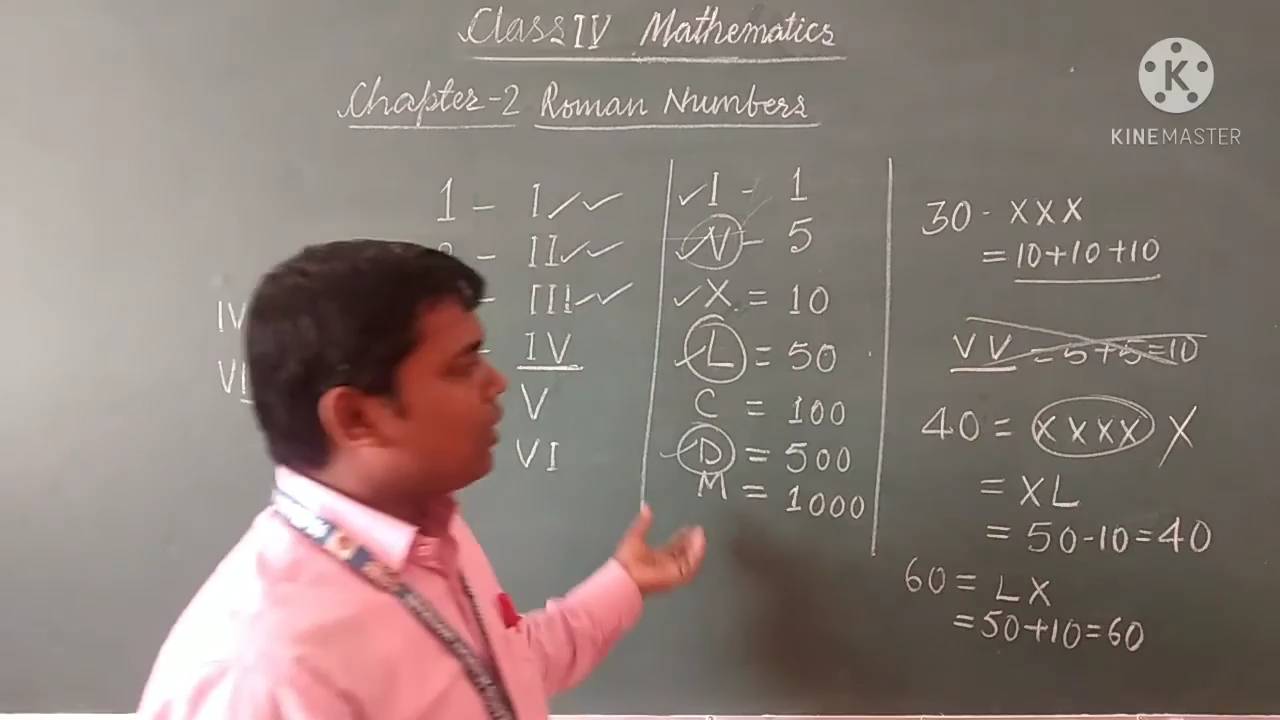 Class IV Mathematics
Chapter-2 Roman Numbers
1 - I ✓✓
- II ✓✓
- III ✓✓
- IV
V
VI
IV
VI
✓ I - 1
✓ V - 5
✓ X = 10
✓ L = 50
C = 100
D = 500
M = 1000
30 - XXX
= 10+10+10
VV = 5+5=10
40 = XXXX X
= XL
= 50-10=40
60 = LX
= 50+10=60
K
KINEMASTER